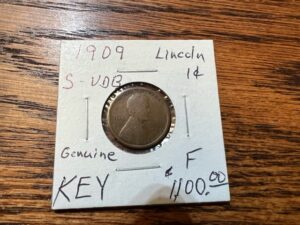 1909 Lincoln
S-VDB 1¢
Genuine F
KEY $1100.00